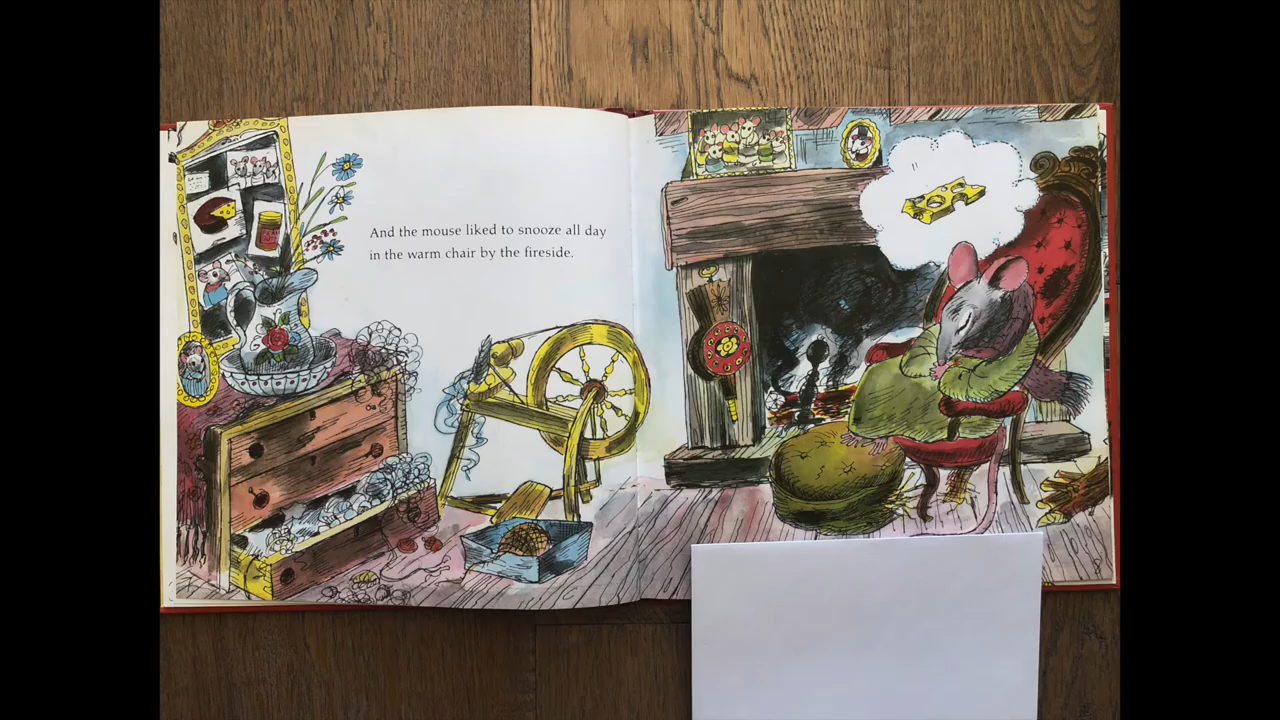 And the mouse liked to snooze all day
in the warm chair by the fireside.